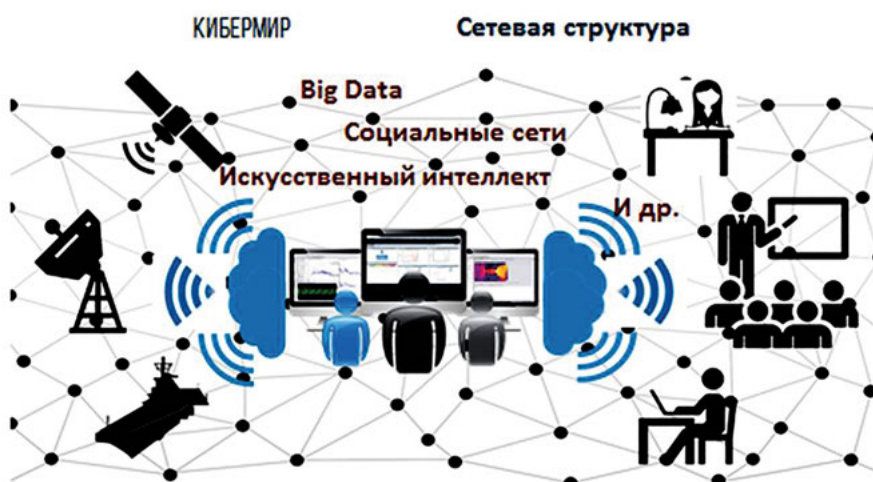 КИБЕРМИР
Сетевая структура
Big Data
Социальные сети
Искусственный интеллект
И др.